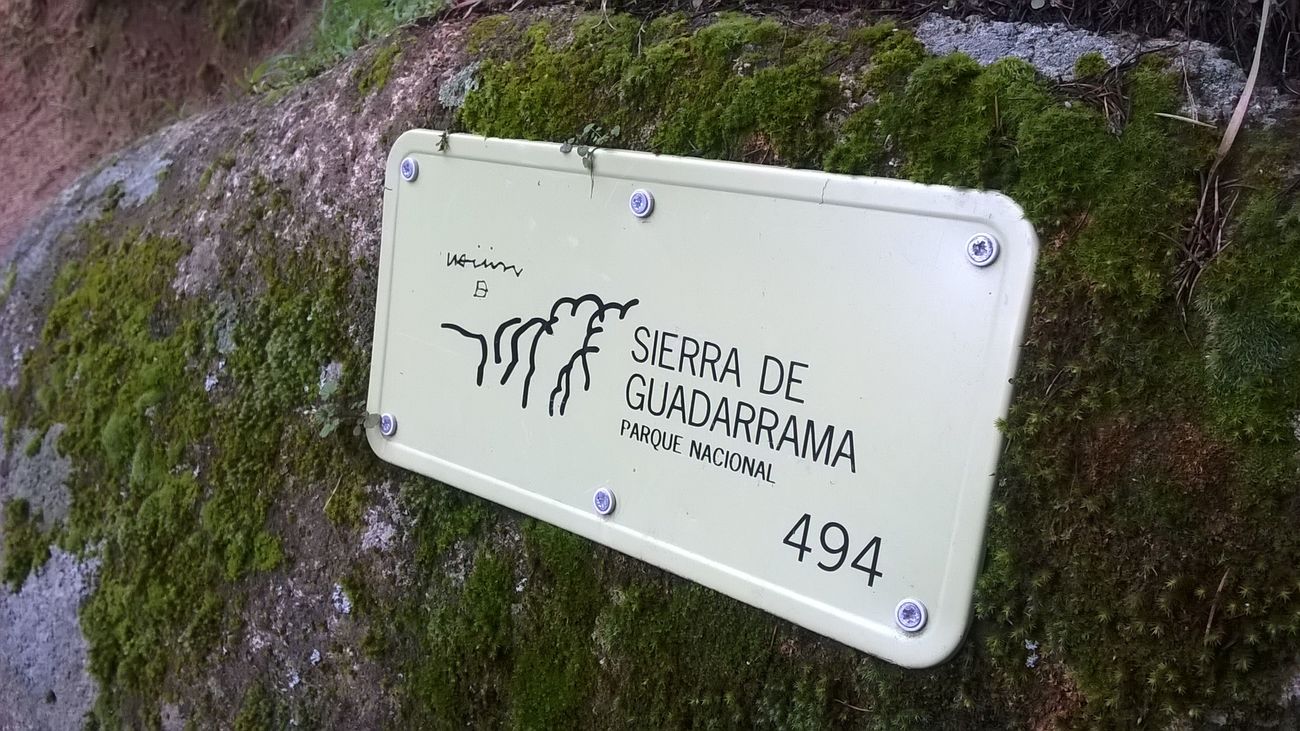 SIERRA DE
GUADARRAMA
PARQUE NACIONAL
494